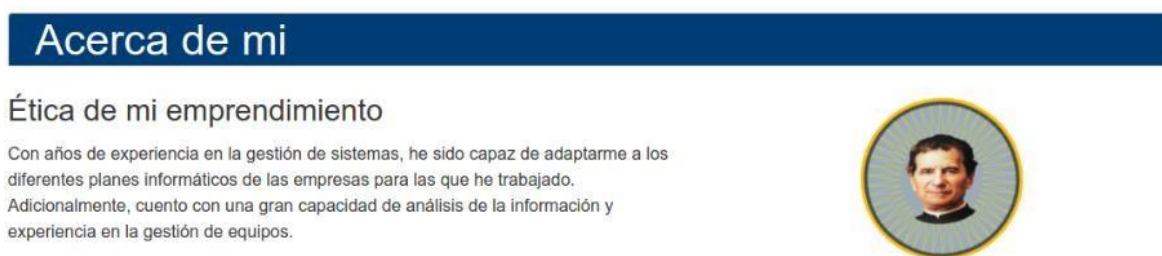 Acerca de mi
Ética de mi emprendimiento
Con años de experiencia en la gestión de sistemas, he sido capaz de adaptarme a los
diferentes planes informáticos de las empresas para las que he trabajado.
Adicionalmente, cuento con una gran capacidad de análisis de la información y
experiencia en la gestión de equipos.